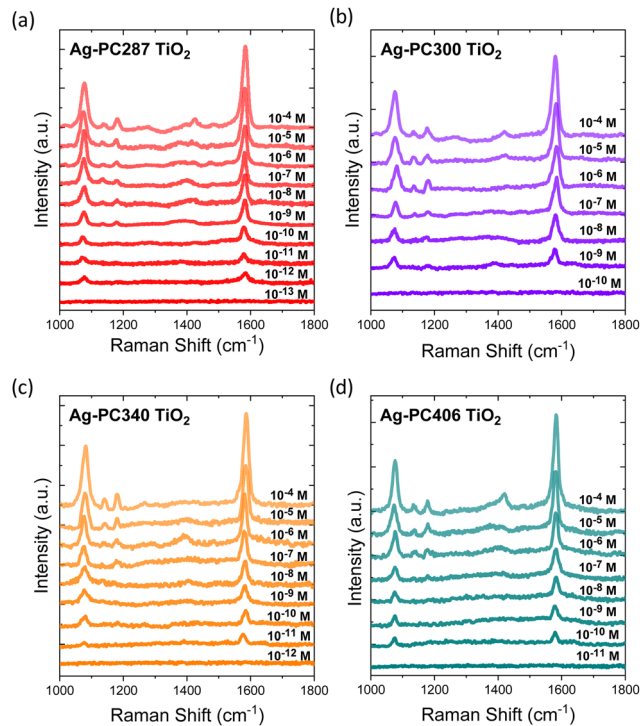 (a)
Ag-PC287 TiO₂
10⁻⁴ M
10⁻⁵ M
10⁻⁶ M
10⁻⁷ M
10⁻⁸ M
10⁻⁹ M
10⁻¹⁰ M
10⁻¹¹ M
10⁻¹² M
10⁻¹³ M
Intensity (a.u.)
1000 1200 1400 1600 1800
Raman Shift (cm⁻¹)
(b)
Ag-PC300 TiO₂
10⁻⁴ M
10⁻⁵ M
10⁻⁶ M
10⁻⁷ M
10⁻⁸ M
10⁻⁹ M
10⁻¹⁰ M
Intensity (a.u.)
1000 1200 1400 1600 1800
Raman Shift (cm⁻¹)
(c)
Ag-PC340 TiO₂
10⁻⁴ M
10⁻⁵ M
10⁻⁶ M
10⁻⁷ M
10⁻⁸ M
10⁻⁹ M
10⁻¹⁰ M
10⁻¹¹ M
10⁻¹² M
Intensity (a.u.)
1000 1200 1400 1600 1800
Raman Shift (cm⁻¹)
(d)
Ag-PC406 TiO₂
10⁻⁴ M
10⁻⁵ M
10⁻⁶ M
10⁻⁷ M
10⁻⁸ M
10⁻⁹ M
10⁻¹⁰ M
10⁻¹¹ M
Intensity (a.u.)
1000 1200 1400 1600 1800
Raman Shift (cm⁻¹)